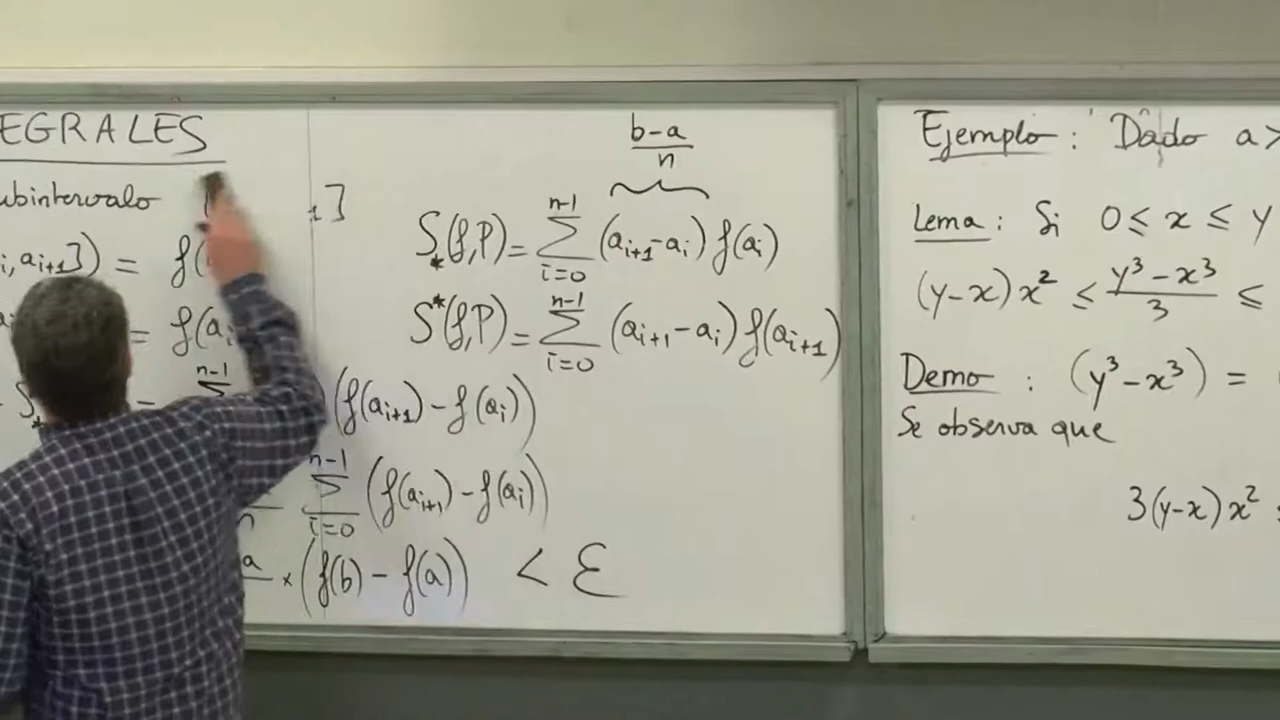 EGRALES
ubintervalo [ ₁]
i, aᵢ₊₁]) = f(
= f(aᵢ
S* = n-1 Σ (f(aᵢ₊₁) - f(aᵢ))
n n-1 Σ i=0 (f(aᵢ₊₁) - f(aᵢ))
a × (f(b) - f(a)) < ε
b-a
n
S*(f,P) = n-1 Σ i=0 (aᵢ₊₁-aᵢ) f(aᵢ)
S*(f,P) = n-1 Σ i=0 (aᵢ₊₁ - aᵢ) f(aᵢ₊₁)
Ejemplo : Dado a>
Lema : Si 0 ≤ x ≤ y
(y-x) x² ≤ y³ - x³ / 3 ≤
Demo : (y³ - x³) =
Se observa que
3(y-x) x²